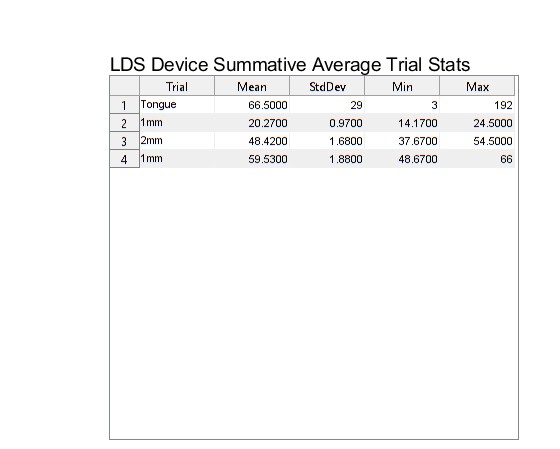 LDS Device Summative Average Trial Stats
Trial Mean StdDev Min Max
1 Tongue 66.5000 29 3 192
2 1mm 20.2700 0.9700 14.1700 24.5000
3 2mm 48.4200 1.6800 37.6700 54.5000
4 1mm 59.5300 1.8800 48.6700 66